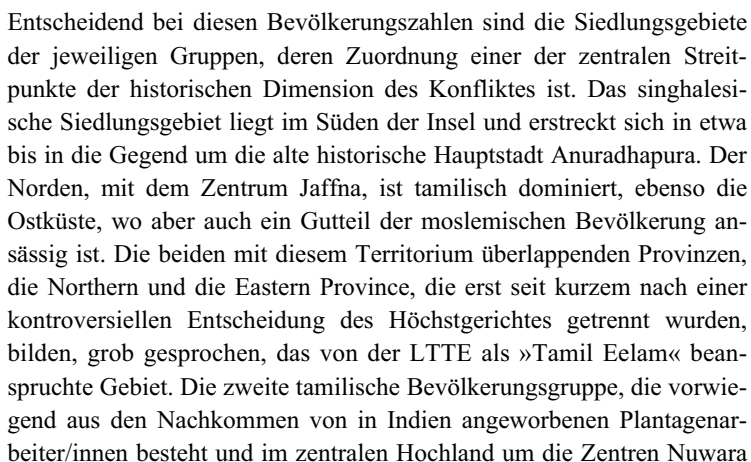 Entscheidend bei diesen Bevölkerungszahlen sind die Siedlungsgebiete
der jeweiligen Gruppen, deren Zuordnung einer der zentralen Streit-
punkte der historischen Dimension des Konfliktes ist. Das singhalesi-
sche Siedlungsgebiet liegt im Süden der Insel und erstreckt sich in etwa
bis in die Gegend um die alte historische Hauptstadt Anuradhapura. Der
Norden, mit dem Zentrum Jaffna, ist tamilisch dominiert, ebenso die
Ostküste, wo aber auch ein Gutteil der moslemischen Bevölkerung an-
sässig ist. Die beiden mit diesem Territorium überlappenden Provinzen,
die Northern und die Eastern Province, die erst seit kurzem nach einer
kontroversiellen Entscheidung des Höchstgerichtes getrennt wurden,
bilden, grob gesprochen, das von der LTTE als »Tamil Eelam« bean-
spruchte Gebiet. Die zweite tamilische Bevölkerungsgruppe, die vorwie-
gend aus den Nachkommen von in Indien angeworbenen Plantagenar-
beiter/innen besteht und im zentralen Hochland um die Zentren Nuwara